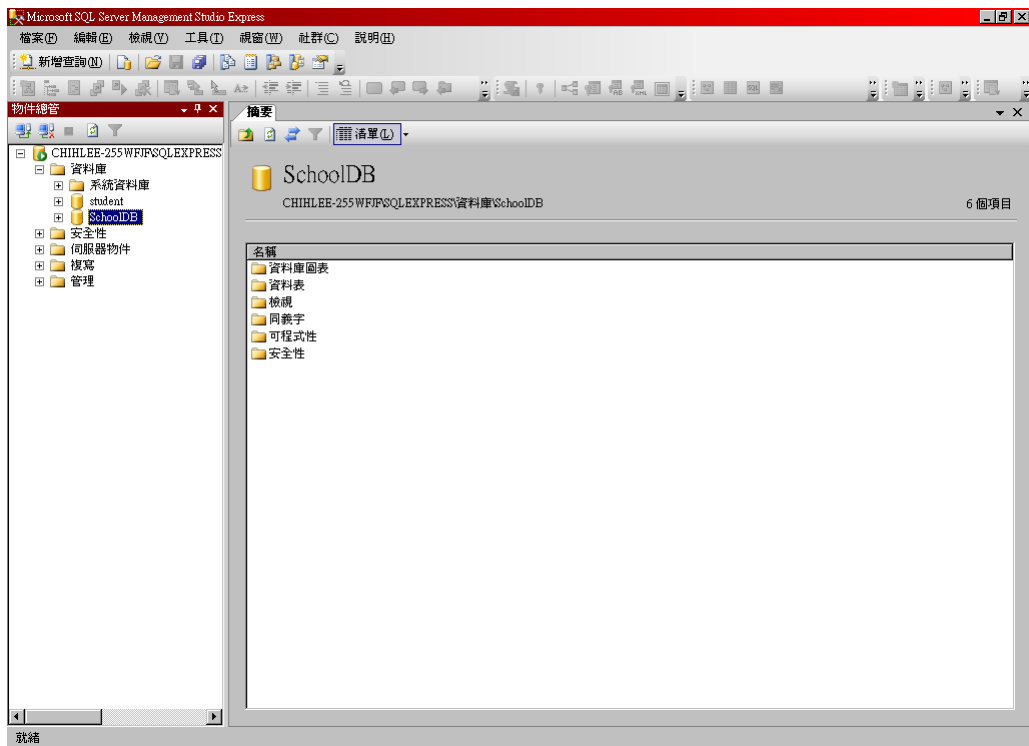 Microsoft SQL Server Management Studio Express
檔案(F) 編輯(E) 檢視(V) 工具(T) 視窗(W) 社群(C) 說明(H)
新增查詢(N)
物件總管
摘要
清單(L)
CHIHLEE-255WFJF\SQLEXPRESS
資料庫
系統資料庫
student
SchoolDB
安全性
伺服器物件
複寫
管理
SchoolDB
CHIHLEE-255WFJF\SQLEXPRESS\資料庫\SchoolDB
6 個項目
名稱
資料庫圖表
資料表
檢視
同義字
可程式性
安全性
就緒